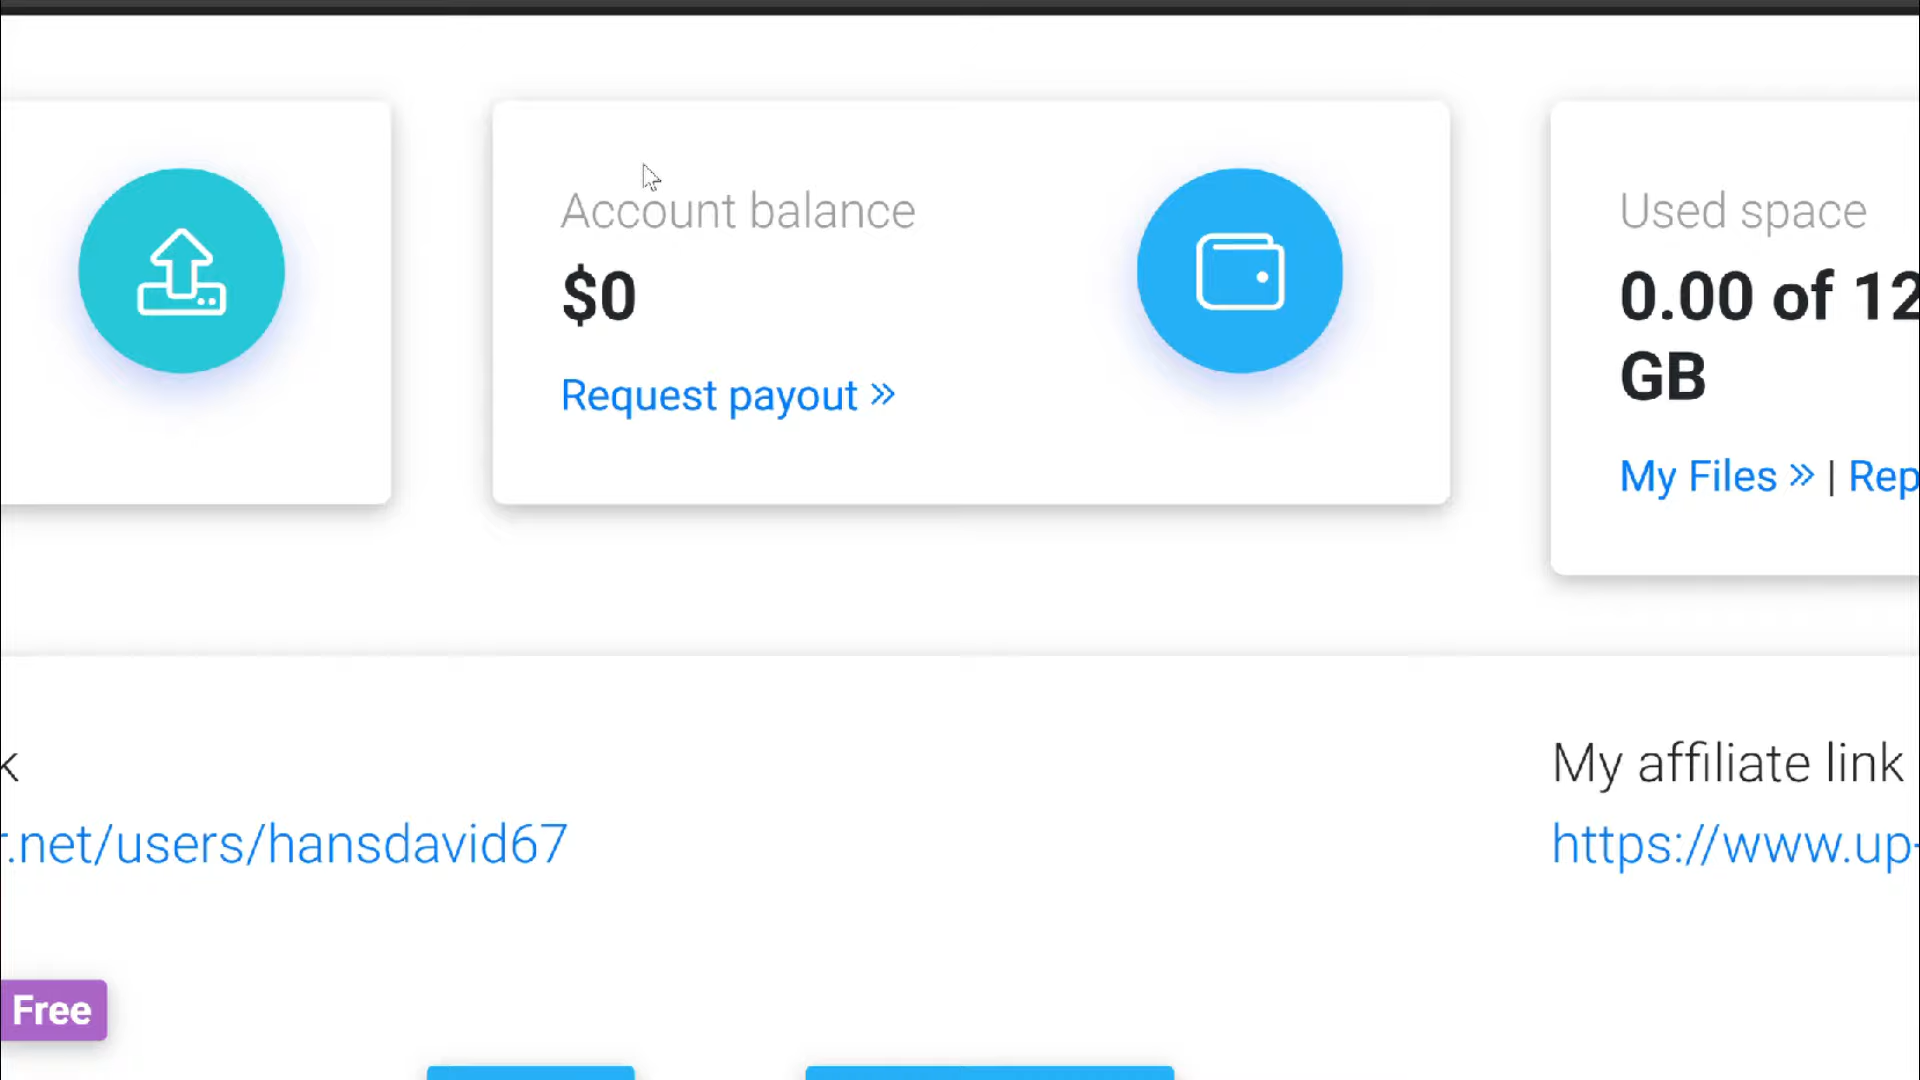 Account balance
$0
Request payout »
Used space
0.00 of 12
GB
My Files » | Rep
k
My affiliate link
r.net/users/hansdavid67
https://www.up-
Free